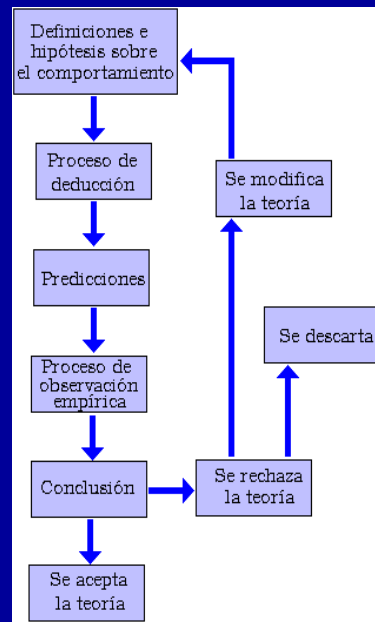 Definiciones e
hipótesis sobre
el comportamiento
Proceso de
deducción
Se modifica
la teoría
Predicciones
Se descarta
Proceso de
observación
empírica
Conclusión
Se rechaza
la teoría
Se acepta
la teoría